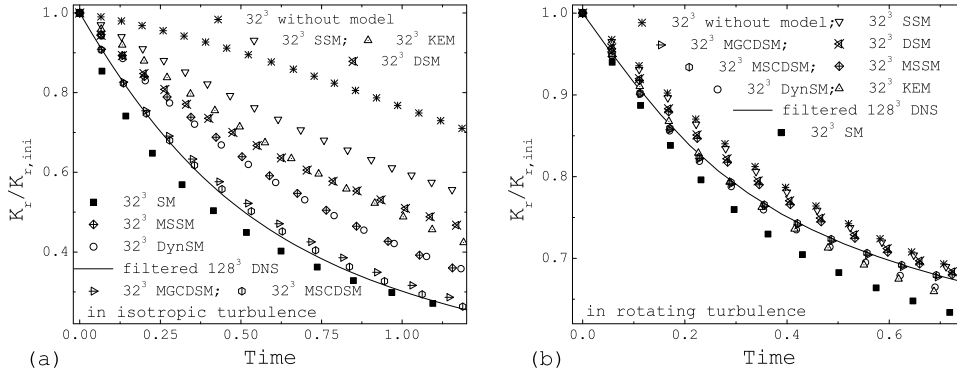 32³ without model
32³ SSM; 32³ KEM
32³ DSM
32³ SM
32³ MSSM
32³ DynSM
filtered 128³ DNS
32³ MGCDSM; 32³ MSCDSM
in isotropic turbulence
K_r/K_r,ini
1.0
0.8
0.6
0.4
0.00 0.25 0.50 0.75 1.00
Time
(a)
32³ without model; 32³ SSM
32³ MGCDSM; 32³ DSM
32³ MSCDSM; 32³ MSSM
32³ DynSM; 32³ KEM
filtered 128³ DNS
32³ SM
in rotating turbulence
K_r/K_r,ini
1.0
0.9
0.8
0.7
0.0 0.2 0.4 0.6
Time
(b)